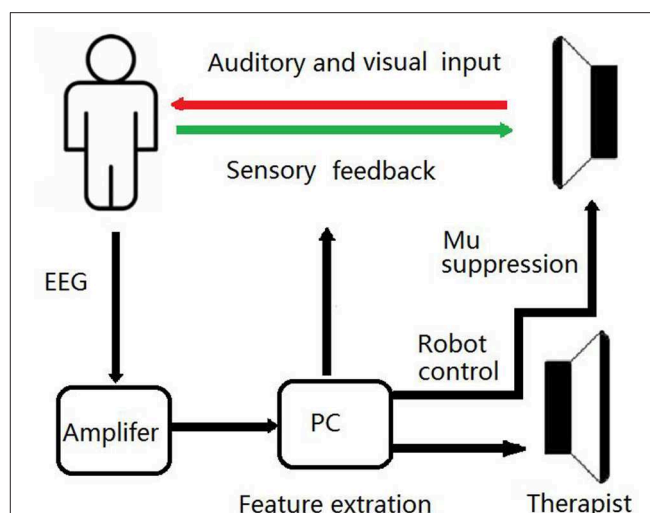 Auditory and visual input
Sensory feedback
Mu
suppression
EEG
Robot
control
Amplifer
PC
Feature extration
Therapist